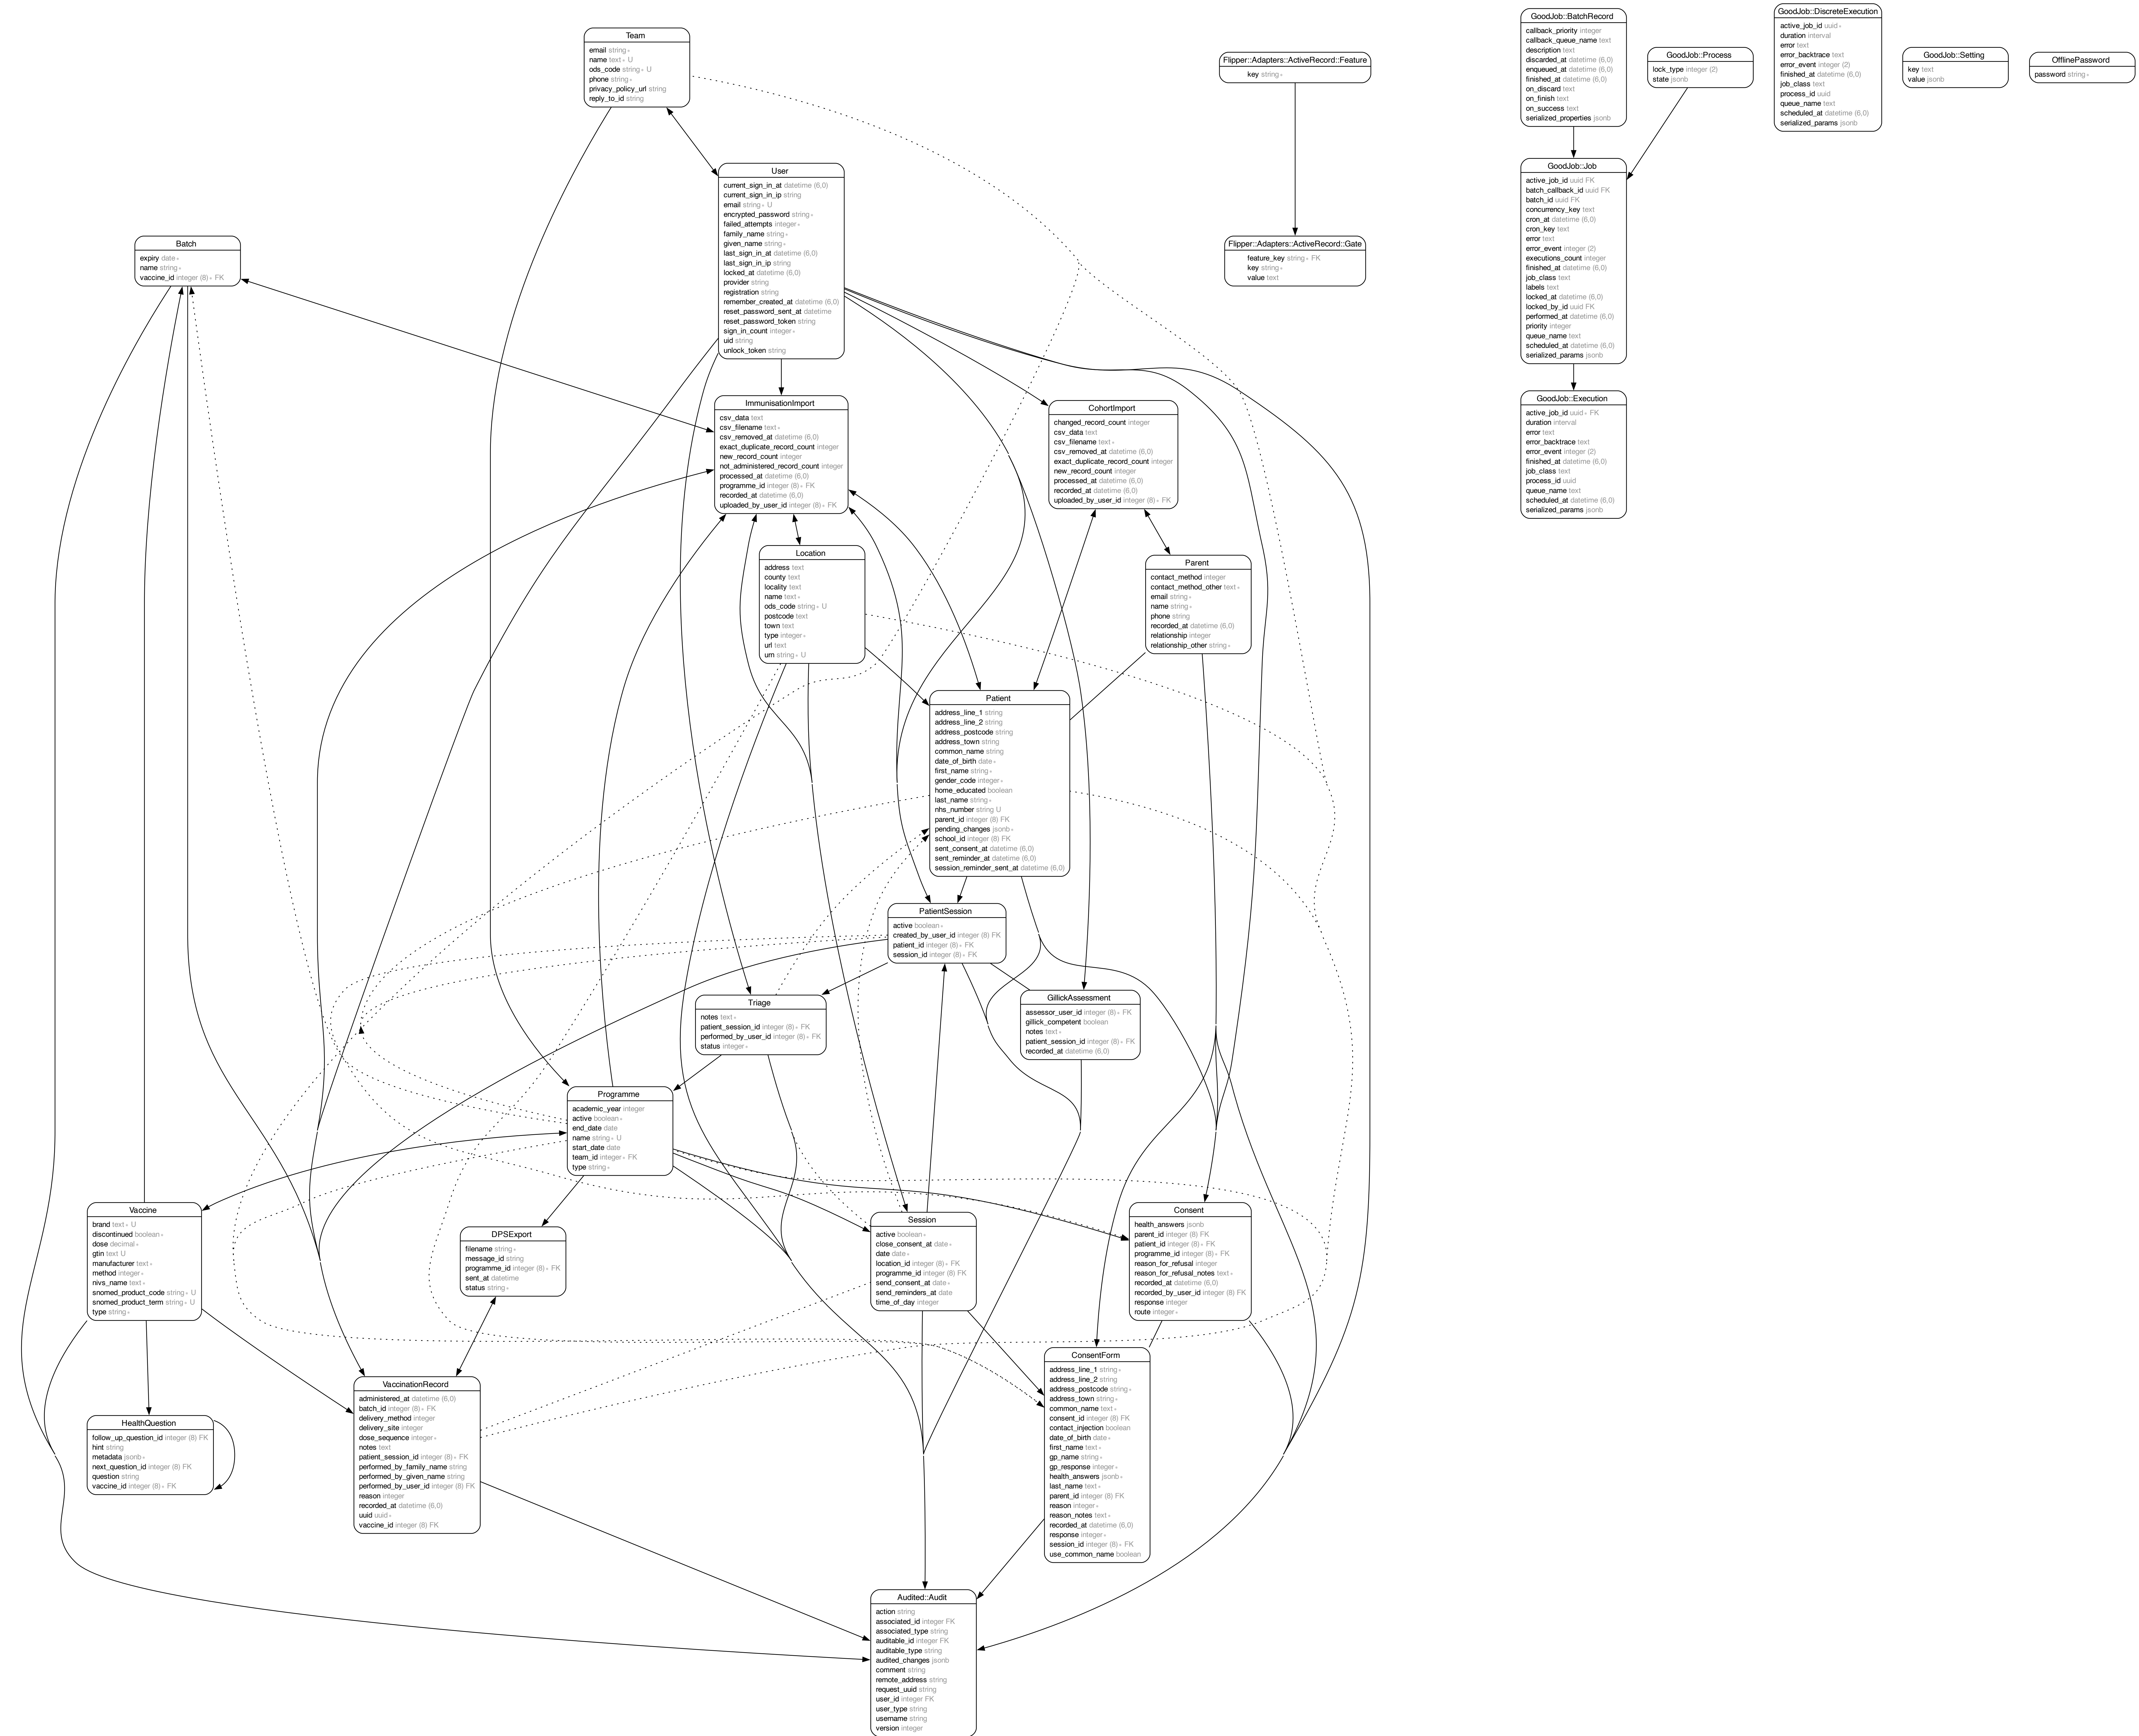 Team
email string ∗
name text ∗ U
ods_code string ∗ U
phone string ∗
privacy_policy_url string
reply_to_id string
User
current_sign_in_at datetime (6,0)
current_sign_in_ip string
email string ∗ U
encrypted_password string ∗
failed_attempts integer ∗
family_name string ∗
given_name string ∗
last_sign_in_at datetime (6,0)
last_sign_in_ip string
locked_at datetime (6,0)
provider string
registration string
remember_created_at datetime (6,0)
reset_password_sent_at datetime
reset_password_token string
sign_in_count integer ∗
uid string
unlock_token string
Batch
expiry date ∗
name string ∗
vaccine_id integer (8) ∗ FK
Flipper::Adapters::ActiveRecord::Feature
key string ∗
Flipper::Adapters::ActiveRecord::Gate
feature_key string ∗ FK
key string ∗
value text
GoodJob::BatchRecord
callback_priority integer
callback_queue_name text
description text
discarded_at datetime (6,0)
enqueued_at datetime (6,0)
finished_at datetime (6,0)
on_discard text
on_finish text
on_success text
serialized_properties jsonb
GoodJob::Process
lock_type integer (2)
state jsonb
GoodJob::DiscreteExecution
active_job_id uuid ∗
duration interval
error text
error_backtrace text
error_event integer (2)
finished_at datetime (6,0)
job_class text
process_id uuid
queue_name text
scheduled_at datetime (6,0)
serialized_params jsonb
GoodJob::Setting
key text
value jsonb
OfflinePassword
password string ∗
GoodJob::Job
active_job_id uuid FK
batch_callback_id uuid FK
batch_id uuid FK
concurrency_key text
cron_at datetime (6,0)
cron_key text
error text
error_event integer (2)
executions_count integer
finished_at datetime (6,0)
job_class text
labels text
locked_at datetime (6,0)
locked_by_id uuid FK
performed_at datetime (6,0)
priority integer
queue_name text
scheduled_at datetime (6,0)
serialized_params jsonb
GoodJob::Execution
active_job_id uuid ∗ FK
duration interval
error text
error_backtrace text
error_event integer (2)
finished_at datetime (6,0)
job_class text
process_id uuid
queue_name text
scheduled_at datetime (6,0)
serialized_params jsonb
ImmunisationImport
csv_data text
csv_filename text ∗
csv_removed_at datetime (6,0)
exact_duplicate_record_count integer
new_record_count integer
not_administered_record_count integer
processed_at datetime (6,0)
programme_id integer (8) ∗ FK
recorded_at datetime (6,0)
uploaded_by_user_id integer (8) ∗ FK
CohortImport
changed_record_count integer
csv_data text
csv_filename text ∗
csv_removed_at datetime (6,0)
exact_duplicate_record_count integer
new_record_count integer
processed_at datetime (6,0)
recorded_at datetime (6,0)
uploaded_by_user_id integer (8) ∗ FK
Location
address text
county text
locality text
name text ∗
ods_code string ∗ U
postcode text
town text
type integer ∗
url text
urn string ∗ U
Parent
contact_method integer
contact_method_other text ∗
email string ∗
name string ∗
phone string
recorded_at datetime (6,0)
relationship integer
relationship_other string ∗
Patient
address_line_1 string
address_line_2 string
address_postcode string
address_town string
common_name string
date_of_birth date ∗
first_name string ∗
gender_code integer ∗
home_educated boolean
last_name string ∗
nhs_number string U
parent_id integer (8) FK
pending_changes jsonb ∗
school_id integer (8) FK
sent_consent_at datetime (6,0)
sent_reminder_at datetime (6,0)
session_reminder_sent_at datetime (6,0)
PatientSession
active boolean ∗
created_by_user_id integer (8) FK
patient_id integer (8) ∗ FK
session_id integer (8) ∗ FK
Triage
notes text ∗
patient_session_id integer (8) ∗ FK
performed_by_user_id integer (8) ∗ FK
status integer ∗
GillickAssessment
assessor_user_id integer (8) ∗ FK
gillick_competent boolean
notes text ∗
patient_session_id integer (8) ∗ FK
recorded_at datetime (6,0)
Programme
academic_year integer
active boolean ∗
end_date date
name string ∗ U
start_date date
team_id integer ∗ FK
type string ∗
Vaccine
brand text ∗ U
discontinued boolean ∗
dose decimal ∗
gtin text U
manufacturer text ∗
method integer ∗
nivs_name text ∗
snomed_product_code string ∗ U
snomed_product_term string ∗ U
type string ∗
DPSExport
filename string ∗
message_id string
programme_id integer (8) ∗ FK
sent_at datetime
status string ∗
Session
active boolean ∗
close_consent_at date ∗
date date ∗
location_id integer (8) ∗ FK
programme_id integer (8) FK
send_consent_at date ∗
send_reminders_at date
time_of_day integer
Consent
health_answers jsonb
parent_id integer (8) FK
patient_id integer (8) ∗ FK
programme_id integer (8) ∗ FK
reason_for_refusal integer
reason_for_refusal_notes text ∗
recorded_at datetime (6,0)
recorded_by_user_id integer (8) FK
response integer
route integer ∗
HealthQuestion
follow_up_question_id integer (8) FK
hint string
metadata jsonb ∗
next_question_id integer (8) FK
question string
vaccine_id integer (8) ∗ FK
VaccinationRecord
administered_at datetime (6,0)
batch_id integer (8) ∗ FK
delivery_method integer
delivery_site integer
dose_sequence integer ∗
notes text
patient_session_id integer (8) ∗ FK
performed_by_family_name string
performed_by_given_name string
performed_by_user_id integer (8) FK
reason integer
recorded_at datetime (6,0)
uuid uuid ∗
vaccine_id integer (8) FK
ConsentForm
address_line_1 string ∗
address_line_2 string
address_postcode string ∗
address_town string ∗
common_name text ∗
consent_id integer (8) FK
contact_injection boolean
date_of_birth date ∗
first_name text ∗
gp_name string ∗
gp_response integer ∗
health_answers jsonb ∗
last_name text ∗
parent_id integer (8) FK
reason integer ∗
reason_notes text ∗
recorded_at datetime (6,0)
response integer ∗
session_id integer (8) ∗ FK
use_common_name boolean
Audited::Audit
action string
associated_id integer FK
associated_type string
auditable_id integer FK
auditable_type string
audited_changes jsonb
comment string
remote_address string
request_uuid string
user_id integer FK
user_type string
username string
version integer